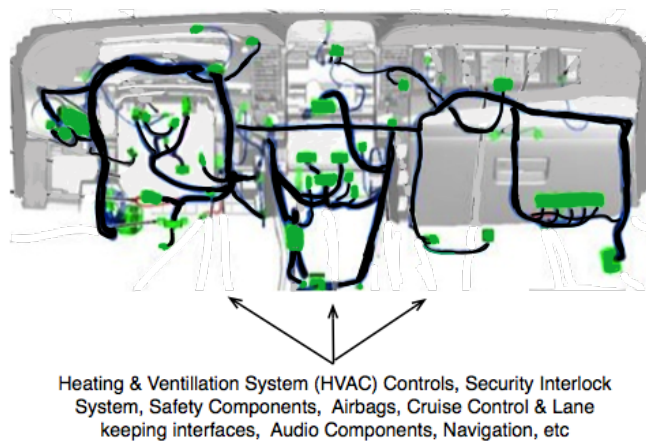 Heating & Ventillation System (HVAC) Controls, Security Interlock
System, Safety Components, Airbags, Cruise Control & Lane
keeping interfaces, Audio Components, Navigation, etc